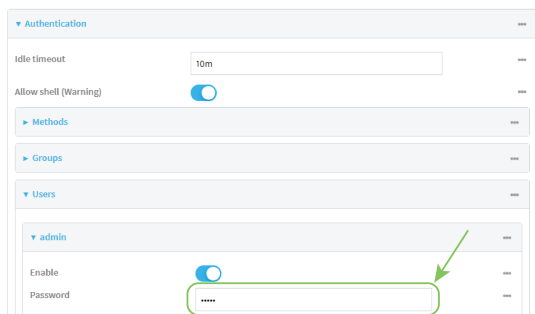 Authentication
Idle timeout
10m
Allow shell (Warning)
Methods
Groups
Users
admin
Enable
Password
•••••